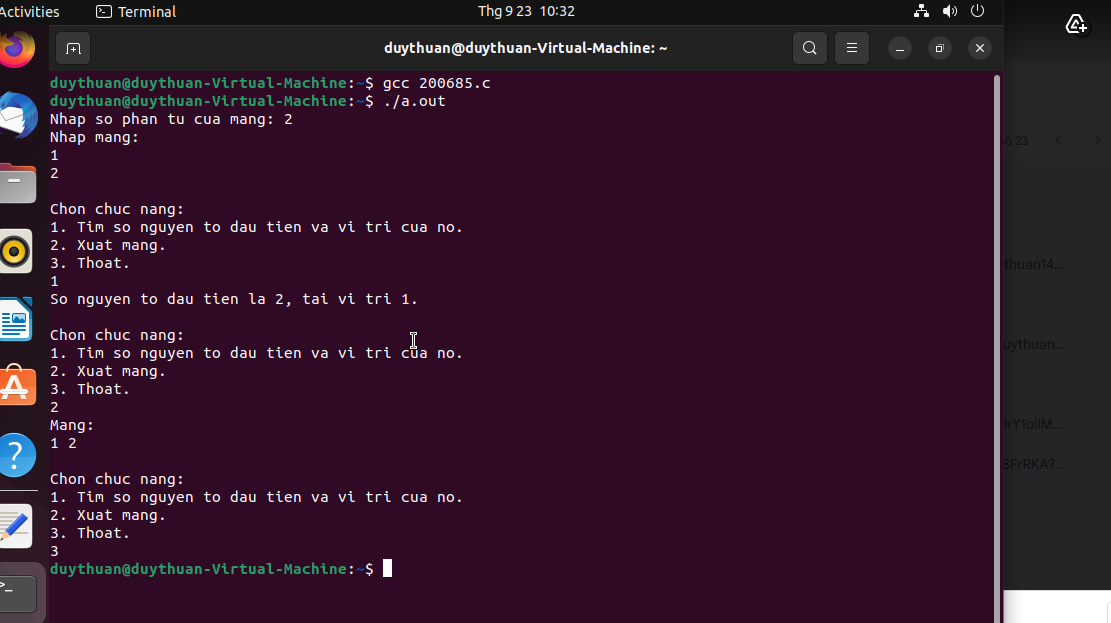 Activities
Terminal
Thg 9 23 10:32
duythuan@duythuan-Virtual-Machine: ~
duythuan@duythuan-Virtual-Machine:~$ gcc 200685.c
duythuan@duythuan-Virtual-Machine:~$ ./a.out
Nhap so phan tu cua mang: 2
Nhap mang:
1
2
Chon chuc nang:
1. Tim so nguyen to dau tien va vi tri cua no.
2. Xuat mang.
3. Thoat.
1
So nguyen to dau tien la 2, tai vi tri 1.
Chon chuc nang:
1. Tim so nguyen to dau tien va vi tri cua no.
2. Xuat mang.
3. Thoat.
2
Mang:
1 2
Chon chuc nang:
1. Tim so nguyen to dau tien va vi tri cua no.
2. Xuat mang.
3. Thoat.
3
duythuan@duythuan-Virtual-Machine:~$
23
thuan14...
uythuan...